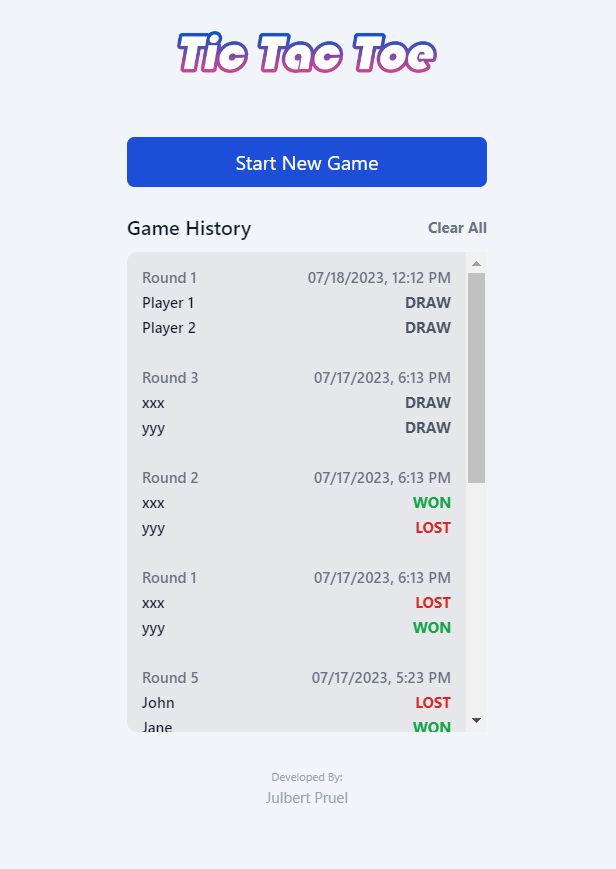 Tic Tac Toe
Start New Game
Game History Clear All
Round 1 07/18/2023, 12:12 PM
Player 1 DRAW
Player 2 DRAW
Round 3 07/17/2023, 6:13 PM
xxx DRAW
yyy DRAW
Round 2 07/17/2023, 6:13 PM
xxx WON
yyy LOST
Round 1 07/17/2023, 6:13 PM
xxx LOST
yyy WON
Round 5 07/17/2023, 5:23 PM
John LOST
Jane WON
Developed By:
Julbert Pruel